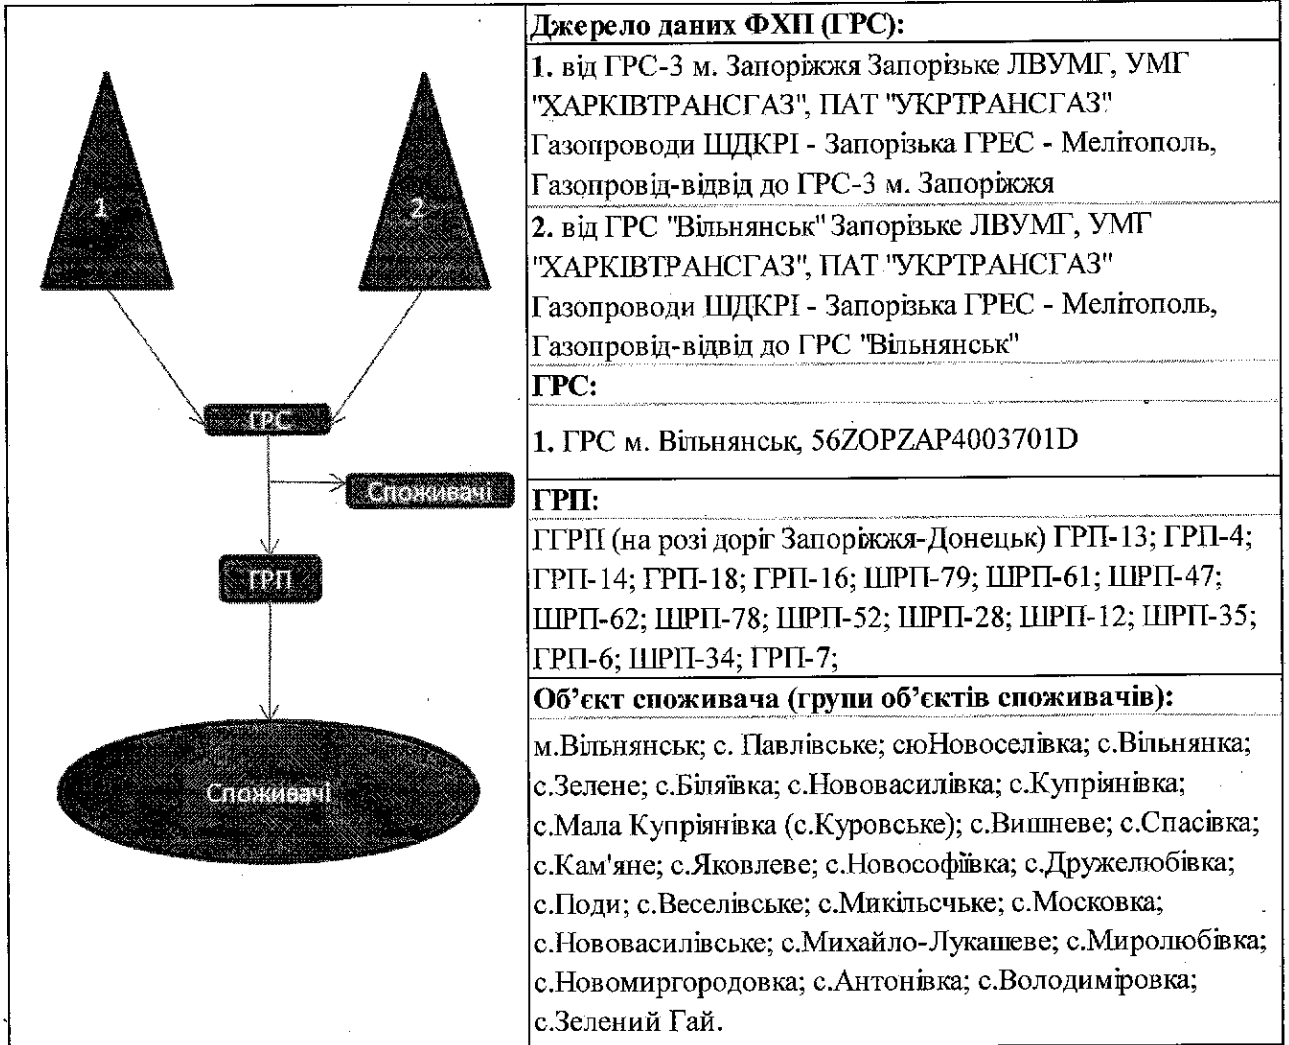 1
2
ГРС
Споживачі
ГРП
Споживачі
Джерело даних ФХП (ГРС):
1. від ГРС-3 м. Запоріжжя Запорізьке ЛВУМГ, УМГ
"ХАРКІВТРАНСГАЗ", ПАТ "УКРТРАНСГАЗ"
Газопроводи ШДКРІ - Запорізька ГРЕС - Мелітополь,
Газопровід-відвід до ГРС-3 м. Запоріжжя
2. від ГРС "Вільнянськ" Запорізьке ЛВУМГ, УМГ
"ХАРКІВТРАНСГАЗ", ПАТ "УКРТРАНСГАЗ"
Газопроводи ШДКРІ - Запорізька ГРЕС - Мелітополь,
Газопровід-відвід до ГРС "Вільнянськ"
ГРС:
1. ГРС м. Вільнянськ, 56ZOPZAP4003701D
ГРП:
ГГРП (на розі доріг Запоріжжя-Донецьк) ГРП-13; ГРП-4;
ГРП-14; ГРП-18; ГРП-16; ШРП-79; ШРП-61; ШРП-47;
ШРП-62; ШРП-78; ШРП-52; ШРП-28; ШРП-12; ШРП-35;
ГРП-6; ШРП-34; ГРП-7;
Об’єкт споживача (групи об’єктів споживачів):
м.Вільнянськ; с. Павлівське; сюНовоселівка; с.Вільнянка;
с.Зелене; с.Біляївка; с.Нововасилівка; с.Купріянівка;
с.Мала Купріянівка (с.Куровське); с.Вишневе; с.Спасівка;
с.Кам'яне; с.Яковлеве; с.Новософіївка; с.Дружелюбівка;
с.Поди; с.Веселівське; с.Микільсчьке; с.Московка;
с.Нововасилівське; с.Михайло-Лукашеве; с.Миролюбівка;
с.Новомиргородовка; с.Антонівка; с.Володиміровка;
с.Зелений Гай.